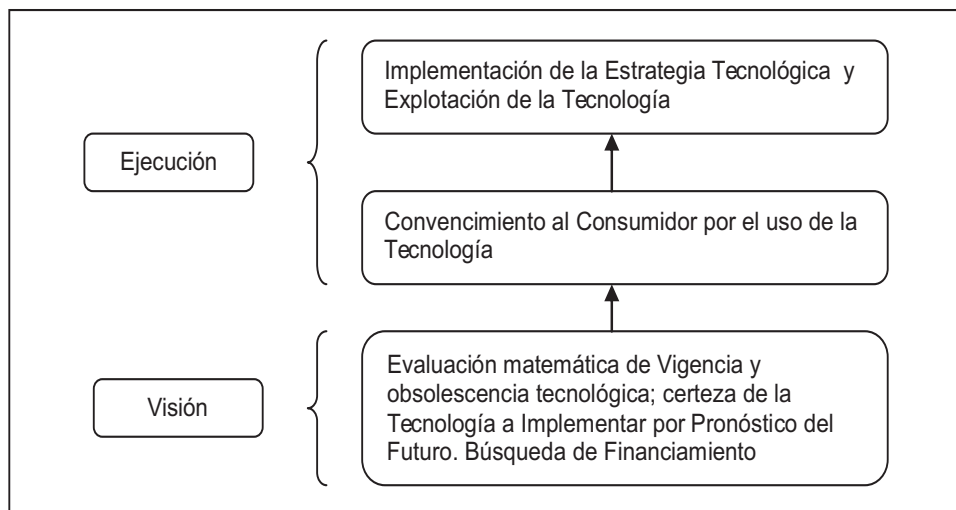 Implementación de la Estrategia Tecnológica y
Explotación de la Tecnología
Ejecución
Convencimiento al Consumidor por el uso de la
Tecnología
Evaluación matemática de Vigencia y
obsolescencia tecnológica; certeza de la
Tecnología a Implementar por Pronóstico del
Futuro. Búsqueda de Financiamiento
Visión